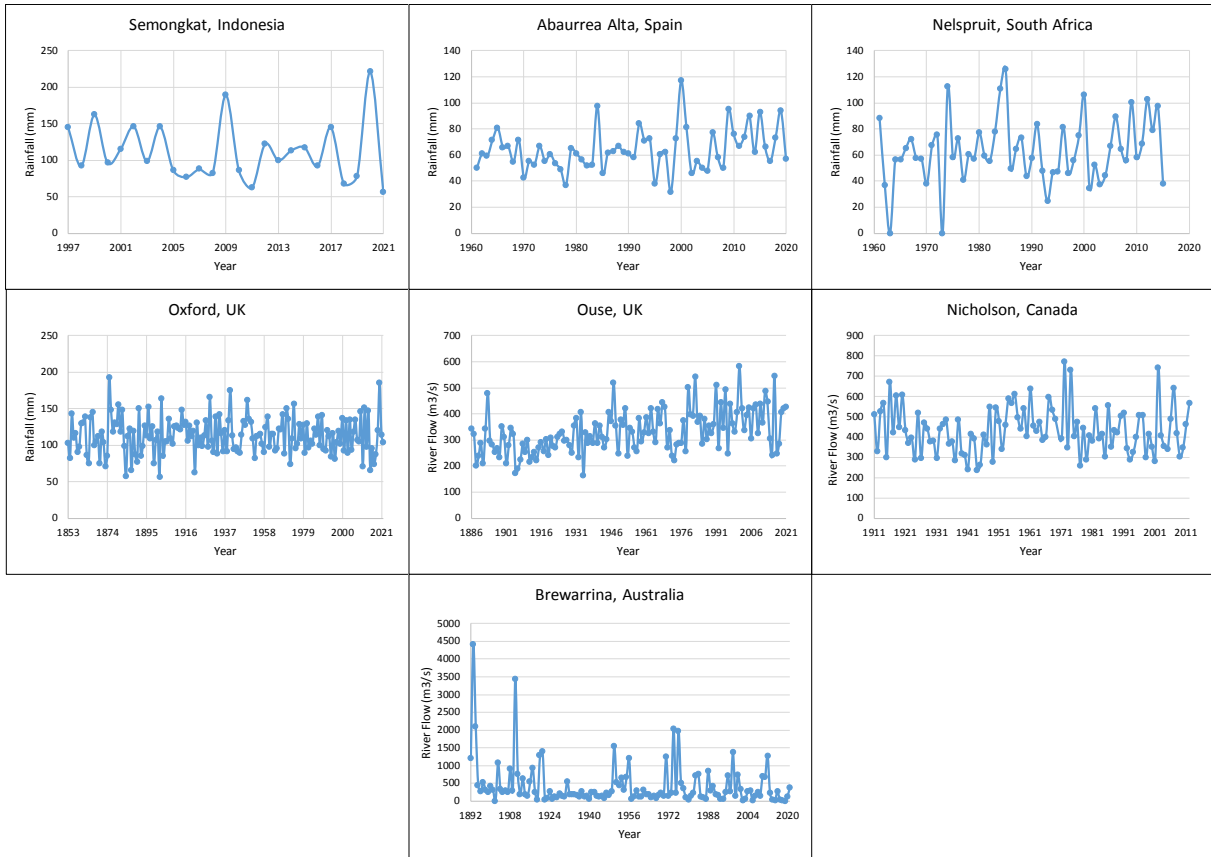 Semongkat, Indonesia
250
200
150
100
50
0
Rainfall (mm)
1997 2001 2005 2009 2013 2017 2021
Year
Abaurrea Alta, Spain
140
120
100
80
60
40
20
0
Rainfall (mm)
1960 1970 1980 1990 2000 2010 2020
Year
Nelspruit, South Africa
140
120
100
80
60
40
20
0
Rainfall (mm)
1960 1970 1980 1990 2000 2010 2020
Year
Oxford, UK
250
200
150
100
50
0
Rainfall (mm)
1853 1874 1895 1916 1937 1958 1979 2000 2021
Year
Ouse, UK
700
600
500
400
300
200
100
0
River Flow (m3/s)
1886 1901 1916 1931 1946 1961 1976 1991 2006 2021
Year
Nicholson, Canada
900
800
700
600
500
400
300
200
100
0
River Flow (m3/s)
1911 1921 1931 1941 1951 1961 1971 1981 1991 2001 2011
Year
Brewarrina, Australia
5000
4500
4000
3500
3000
2500
2000
1500
1000
500
0
River Flow (m3/s)
1892 1908 1924 1940 1956 1972 1988 2004 2020
Year